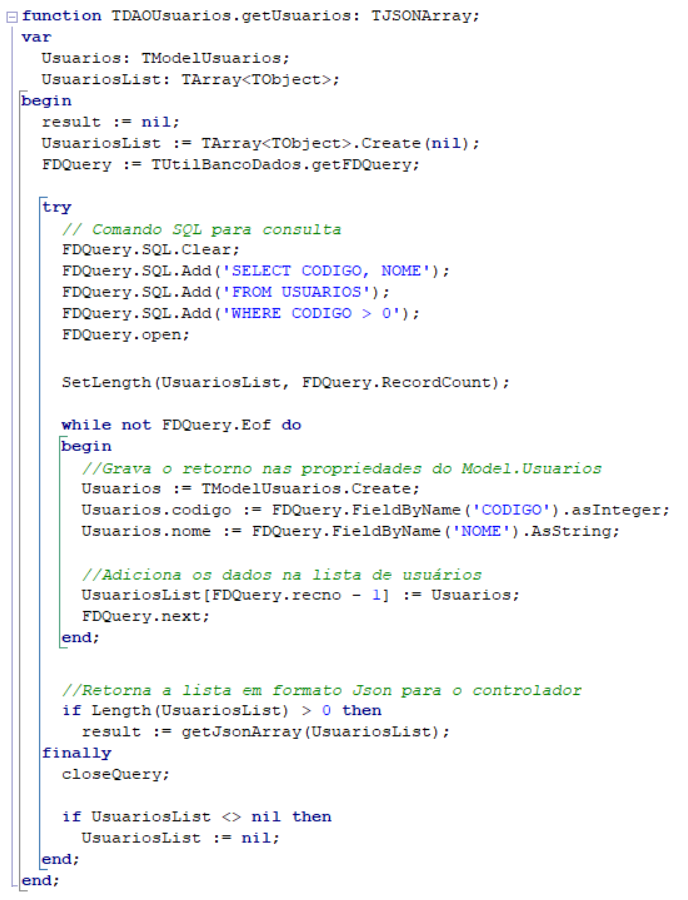 function TDAOUsuarios.getUsuarios: TJSONArray;
var
  Usuarios: TModelUsuarios;
  UsuariosList: TArray<TObject>;
begin
  result := nil;
  UsuariosList := TArray<TObject>.Create(nil);
  FDQuery := TUtilBancoDados.getFDQuery;

  try
    // Comando SQL para consulta
    FDQuery.SQL.Clear;
    FDQuery.SQL.Add('SELECT CODIGO, NOME');
    FDQuery.SQL.Add('FROM USUARIOS');
    FDQuery.SQL.Add('WHERE CODIGO > 0');
    FDQuery.open;

    SetLength(UsuariosList, FDQuery.RecordCount);

    while not FDQuery.Eof do
    begin
      //Grava o retorno nas propriedades do Model.Usuarios
      Usuarios := TModelUsuarios.Create;
      Usuarios.codigo := FDQuery.FieldByName('CODIGO').asInteger;
      Usuarios.nome := FDQuery.FieldByName('NOME').AsString;

      //Adiciona os dados na lista de usuários
      UsuariosList[FDQuery.recno - 1] := Usuarios;
      FDQuery.next;
    end;

    //Retorna a lista em formato Json para o controlador
    if Length(UsuariosList) > 0 then
      result := getJsonArray(UsuariosList);
  finally
    closeQuery;

    if UsuariosList <> nil then
      UsuariosList := nil;
  end;
end;